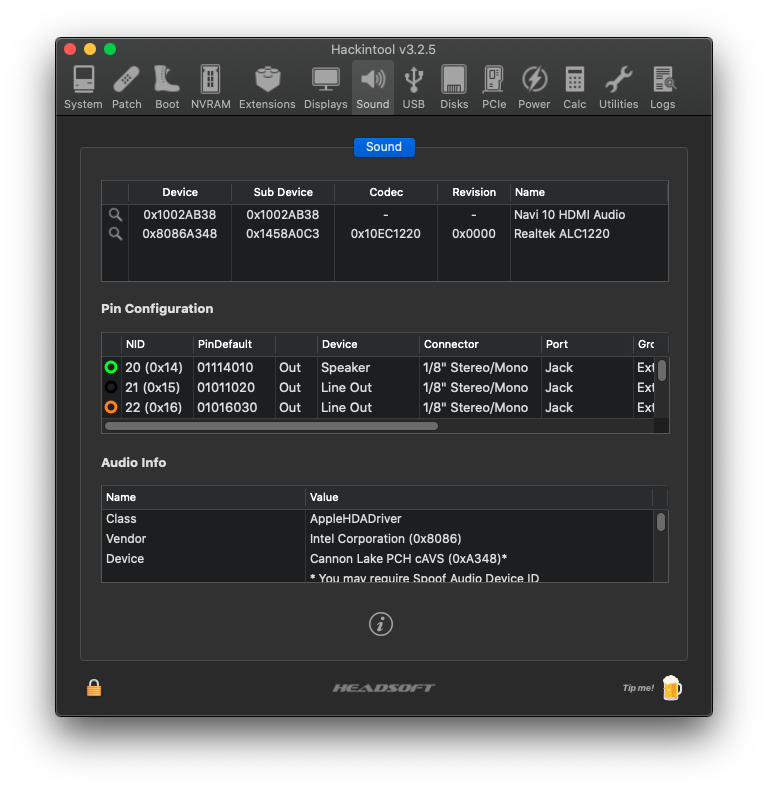 Hackintool v3.2.5
System Patch Boot NVRAM Extensions Displays Sound USB Disks PCIe Power Calc Utilities Logs
Sound
Device Sub Device Codec Revision Name
0x1002AB38 0x1002AB38 - - Navi 10 HDMI Audio
0x8086A348 0x1458A0C3 0x10EC1220 0x0000 Realtek ALC1220
Pin Configuration
NID PinDefault Device Connector Port Gro
20 (0x14) 01114010 Out Speaker 1/8" Stereo/Mono Jack Ext
21 (0x15) 01011020 Out Line Out 1/8" Stereo/Mono Jack Ext
22 (0x16) 01016030 Out Line Out 1/8" Stereo/Mono Jack Ext
Audio Info
Name Value
Class AppleHDADriver
Vendor Intel Corporation (0x8086)
Device Cannon Lake PCH cAVS (0xA348)*
* You may require Spoof Audio Device ID
HEADSOFT
Tip me!